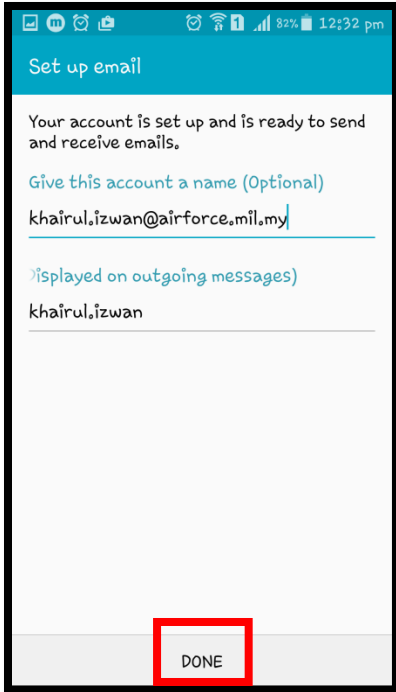 82% 12:32 pm
Set up email
Your account is set up and is ready to send
and receive emails.
Give this account a name (Optional)
khairul.izwan@airforce.mil.my
isplayed on outgoing messages)
khairul.izwan
DONE